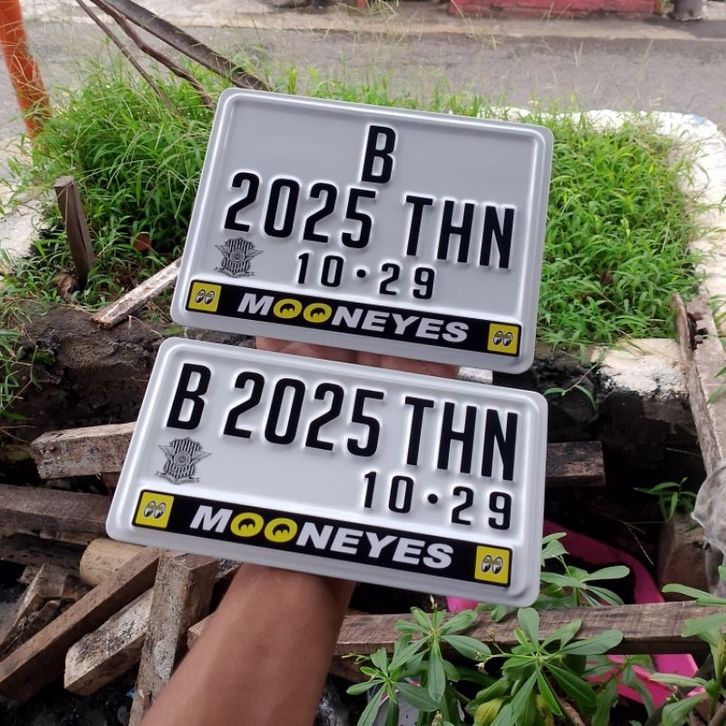 B
2025 THN
10 • 29
MOONEYES
B 2025 THN
10 • 29
MOONEYES